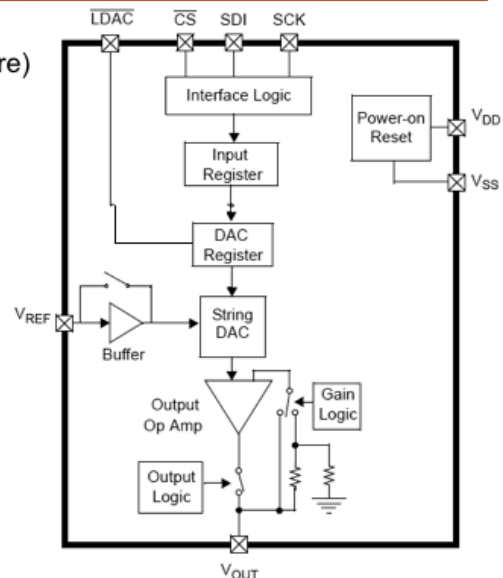 LDAC CS SDI SCK
re)
Interface Logic
Power-on
Reset
VDD
Input
Register
VSS
DAC
Register
VREF
String
DAC
Buffer
Output
Op Amp
Gain
Logic
Output
Logic
VOUT